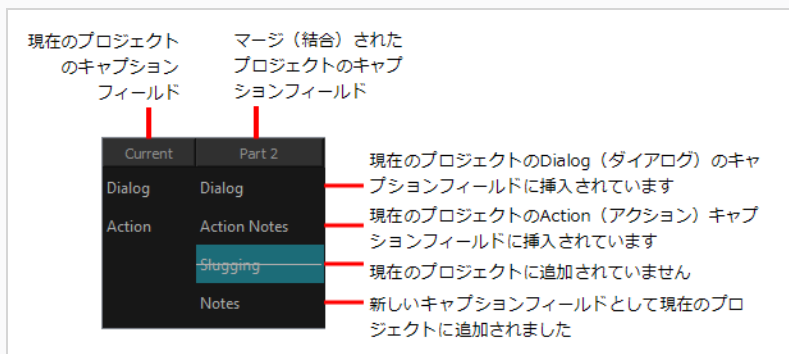 現在のプロジェクト
のキャプション
フィールド
マージ（結合）された
プロジェクトのキャプ
ションフィールド
Current
Part 2
Dialog
Dialog
現在のプロジェクトのDialog（ダイアログ）のキャ
プションフィールドに挿入されています
Action
Action Notes
現在のプロジェクトのAction（アクション）キャプ
ションフィールドに挿入されています
Slugging
現在のプロジェクトに追加されていません
Notes
新しいキャプションフィールドとして現在のプロ
ジェクトに追加されました